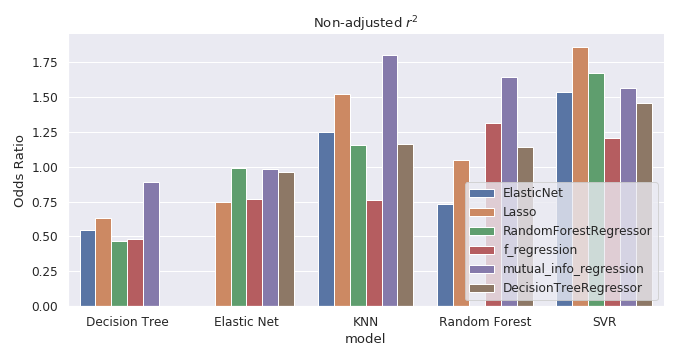 Non-adjusted r²
Odds Ratio
1.75
1.50
1.25
1.00
0.75
0.50
0.25
0.00
ElasticNet
Lasso
RandomForestRegressor
f_regression
mutual_info_regression
DecisionTreeRegressor
Decision Tree
Elastic Net
KNN
Random Forest
SVR
model